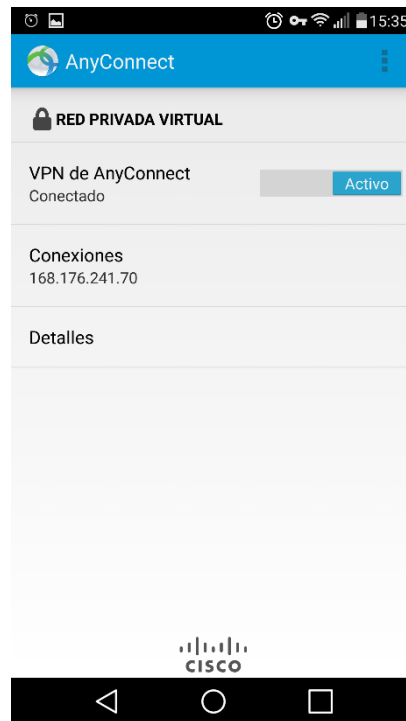 15:35
AnyConnect
RED PRIVADA VIRTUAL
VPN de AnyConnect
Conectado
Activo
Conexiones
168.176.241.70
Detalles
CISCO